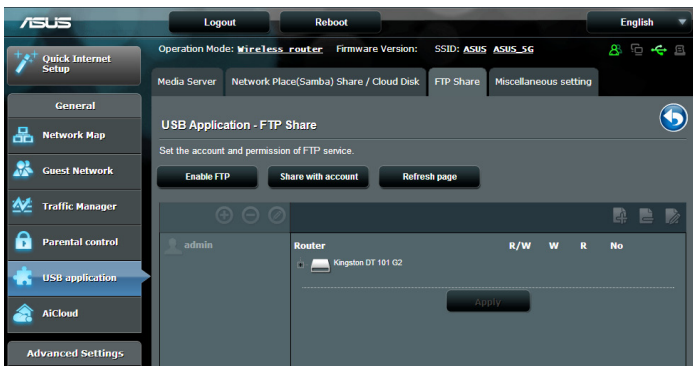 ASUS Logout Reboot English
Operation Mode: Wireless router Firmware Version: SSID: ASUS ASUS_5G
Quick Internet
Setup
General
Network Map
Guest Network
Traffic Manager
Parental control
USB application
AiCloud
Advanced Settings
Media Server Network Place(Samba) Share / Cloud Disk FTP Share Miscellaneous setting
USB Application - FTP Share
Set the account and permission of FTP service.
Enable FTP Share with account Refresh page
admin
Router R/W W R No
Kingston DT 101 G2
Apply